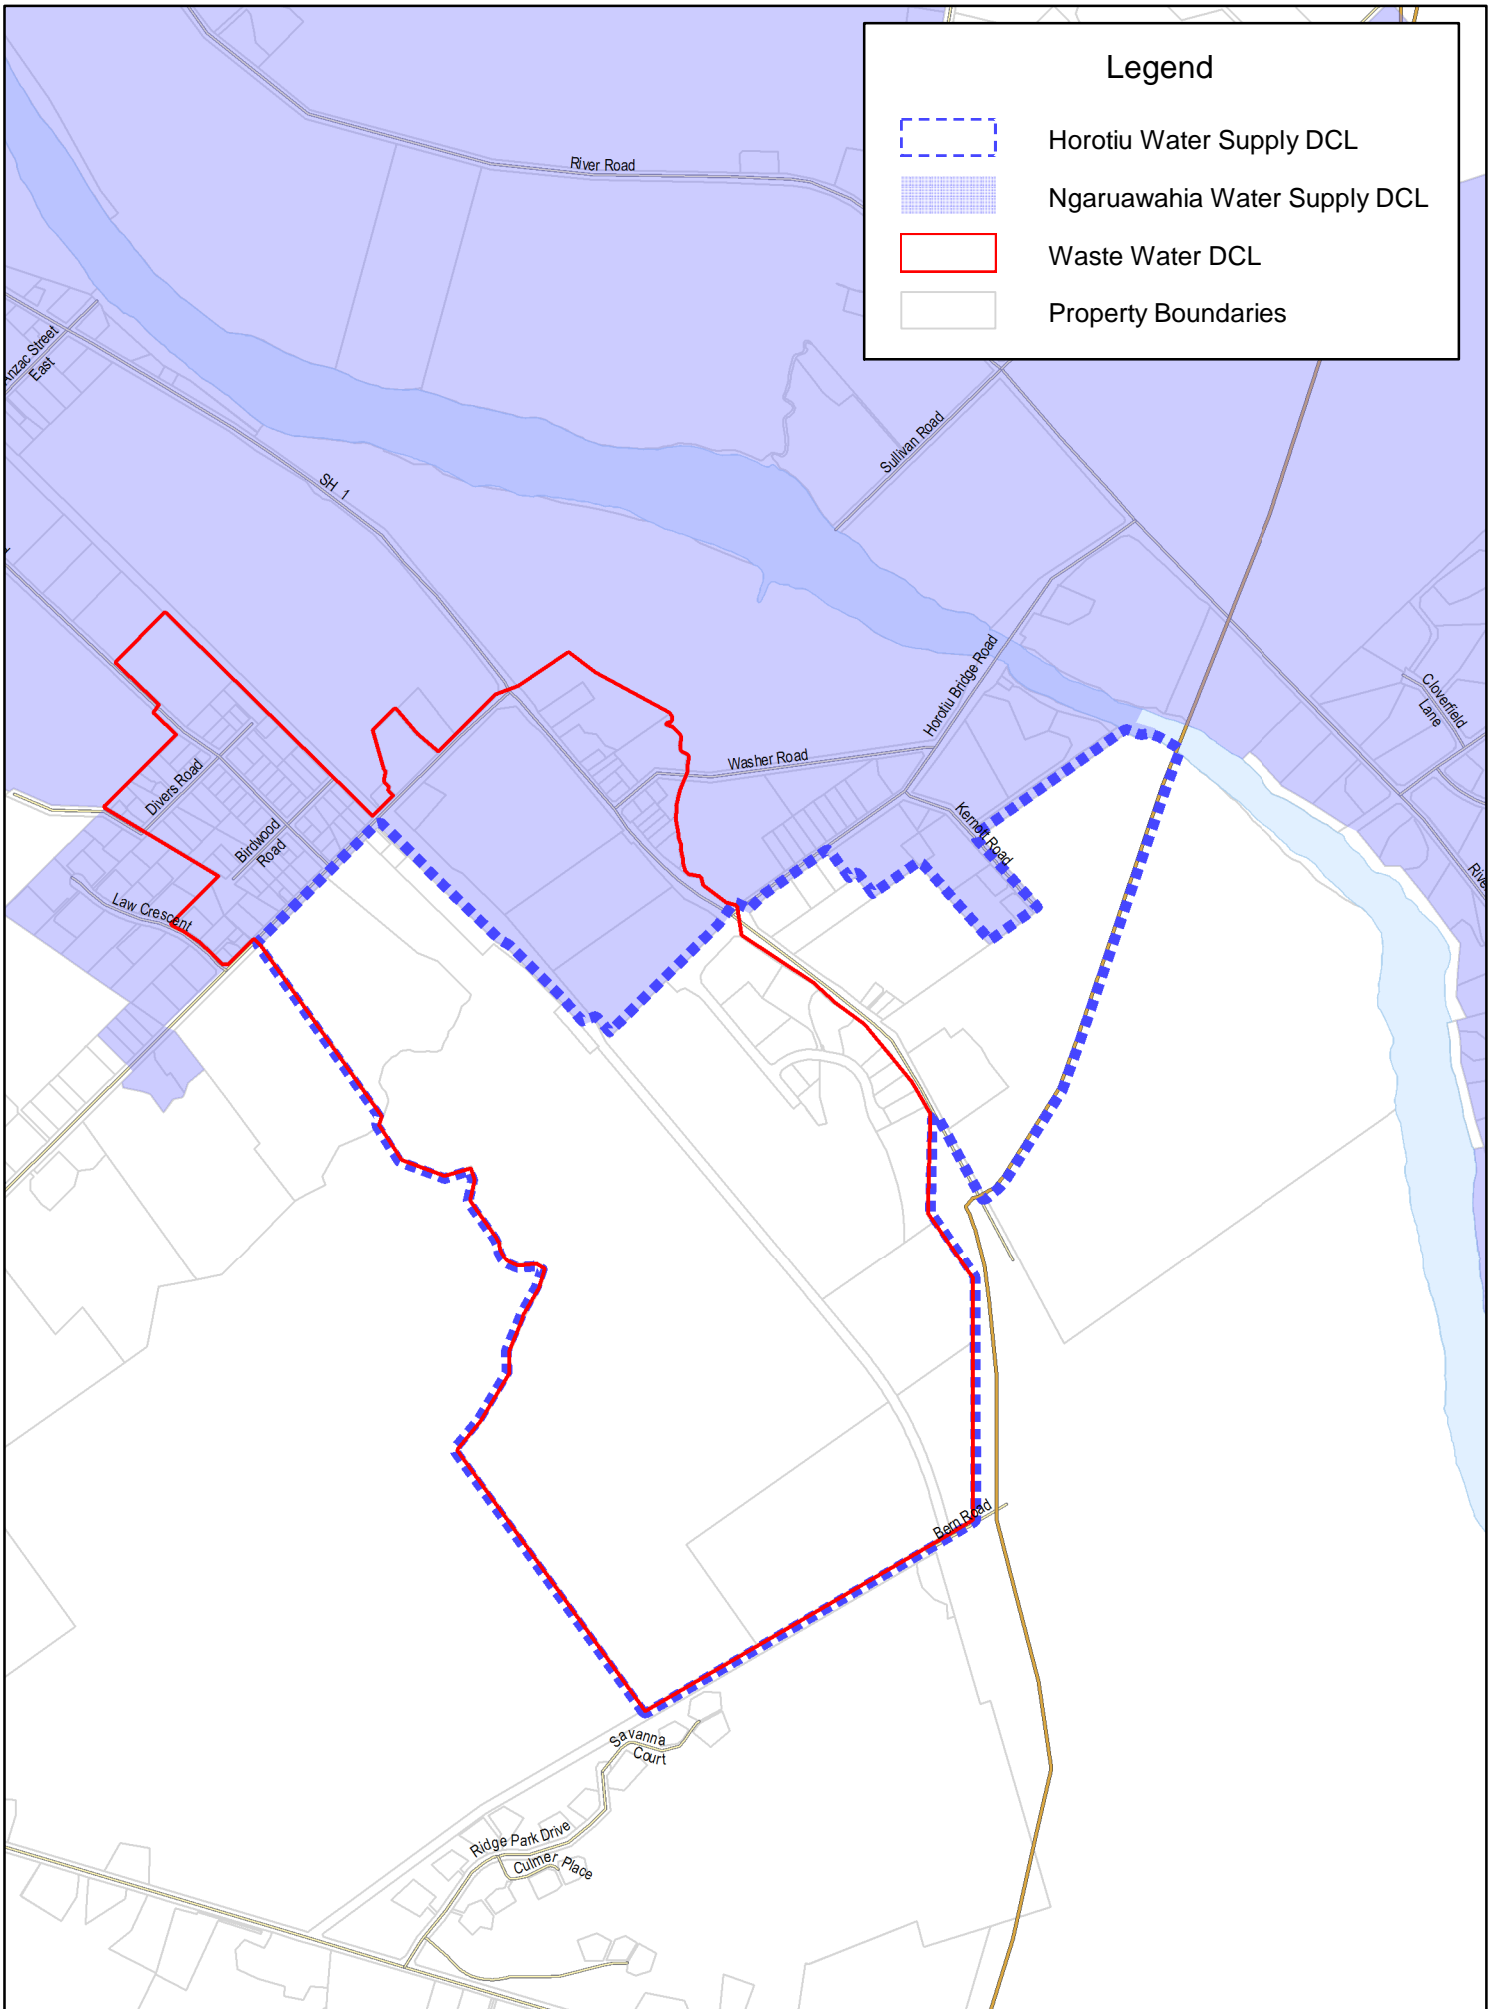 Legend
Horotiu Water Supply DCL
Ngaruawahia Water Supply DCL
Waste Water DCL
Property Boundaries
River Road
Anzac Street
East
SH 1
Sullivan Road
Horotiu Bridge Road
Cloverfield
Lane
Washer Road
Divers Road
Birdwood
Road
Kernott Road
Law Crescent
Bern Road
Savanna
Court
Ridge Park Drive
Culmer Place